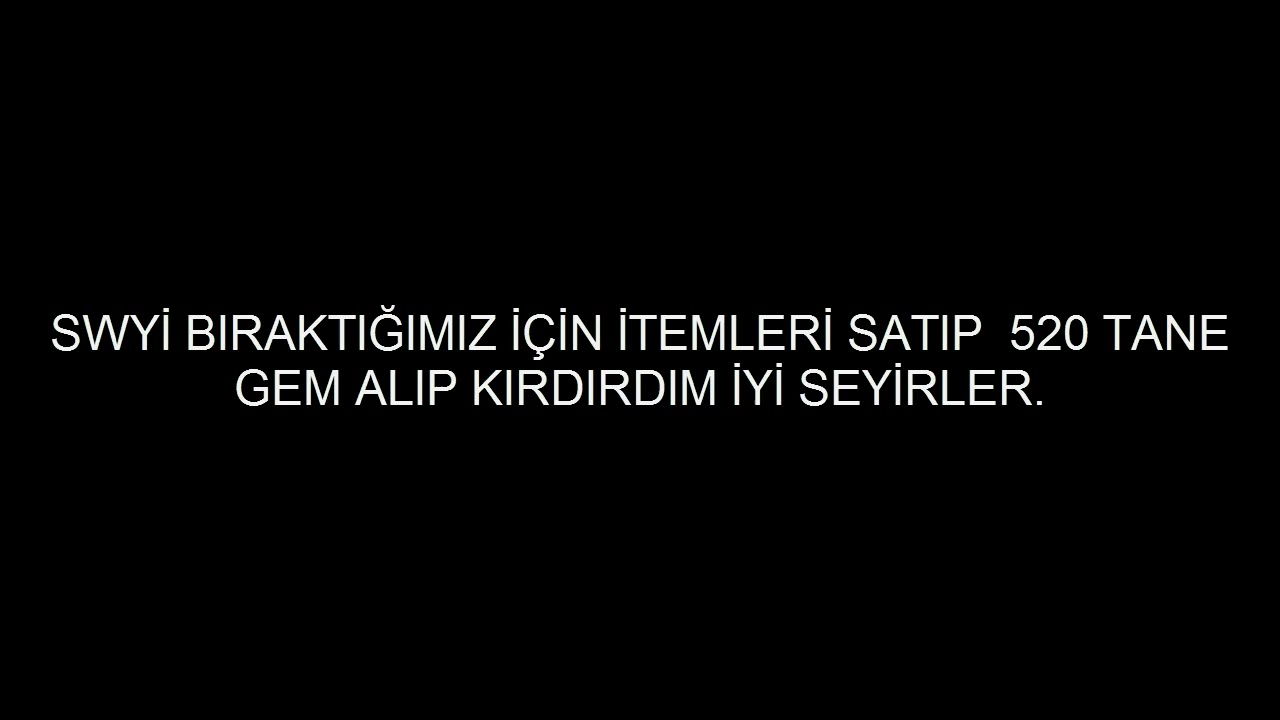 SWYİ BIRAKTIĞIMIZ İÇİN İTEMLERİ SATIP  520 TANE
GEM ALIP KIRDIRDIM İYİ SEYİRLER.